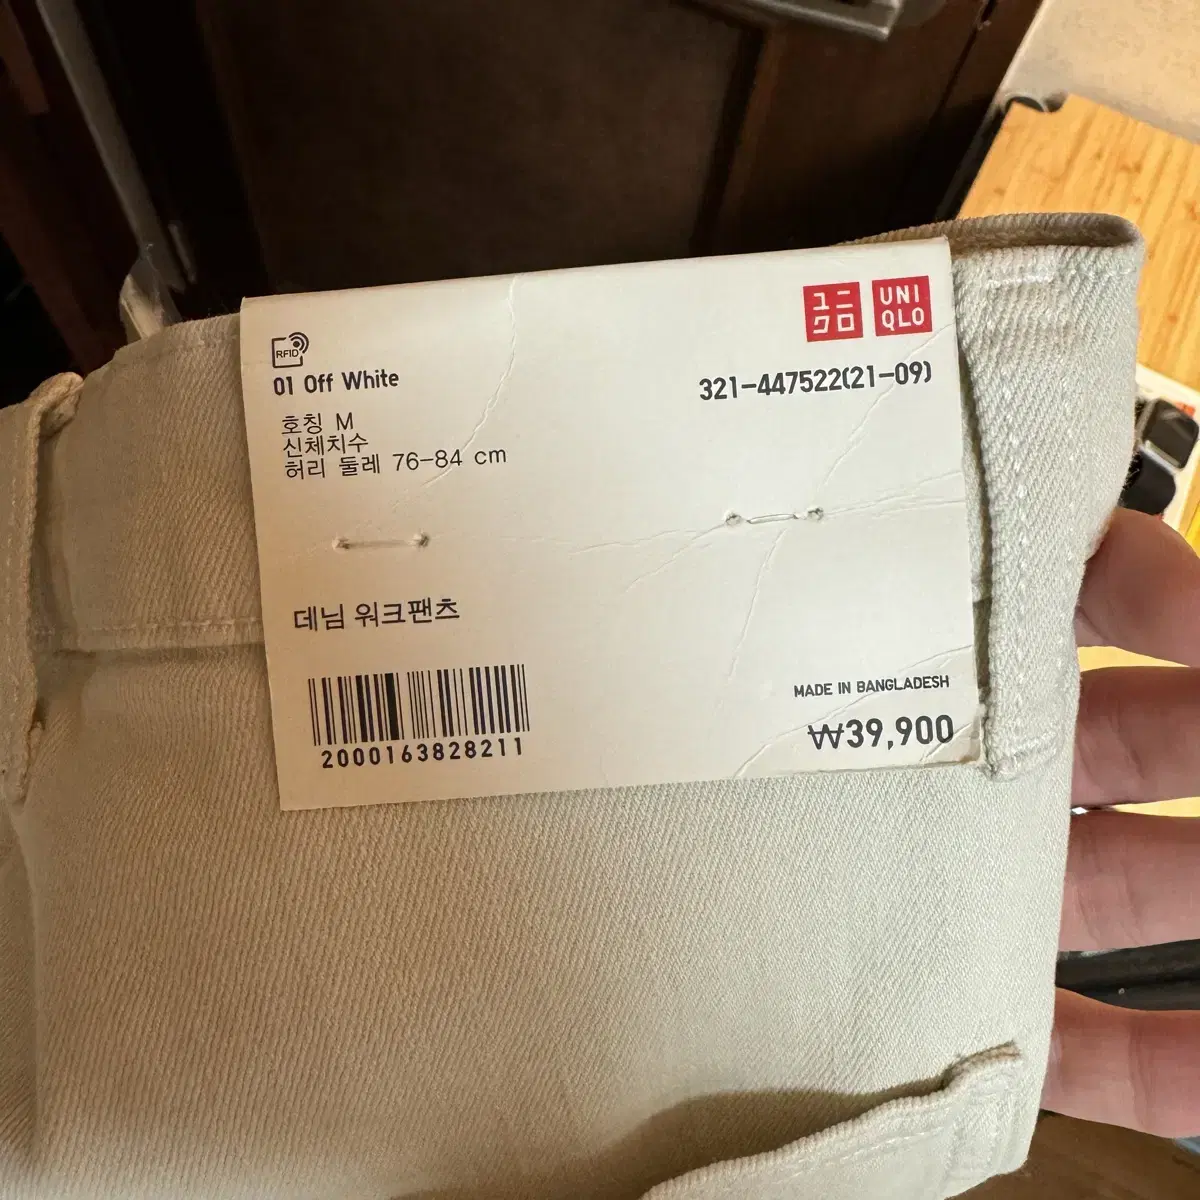 RFID
ユニ
クロ
UNI
QLO
01 Off White
321-447522(21-09)
호칭 M
신체치수
허리 둘레 76-84 cm
데님 워크팬츠
MADE IN BANGLADESH
₩39,900
2000163828211